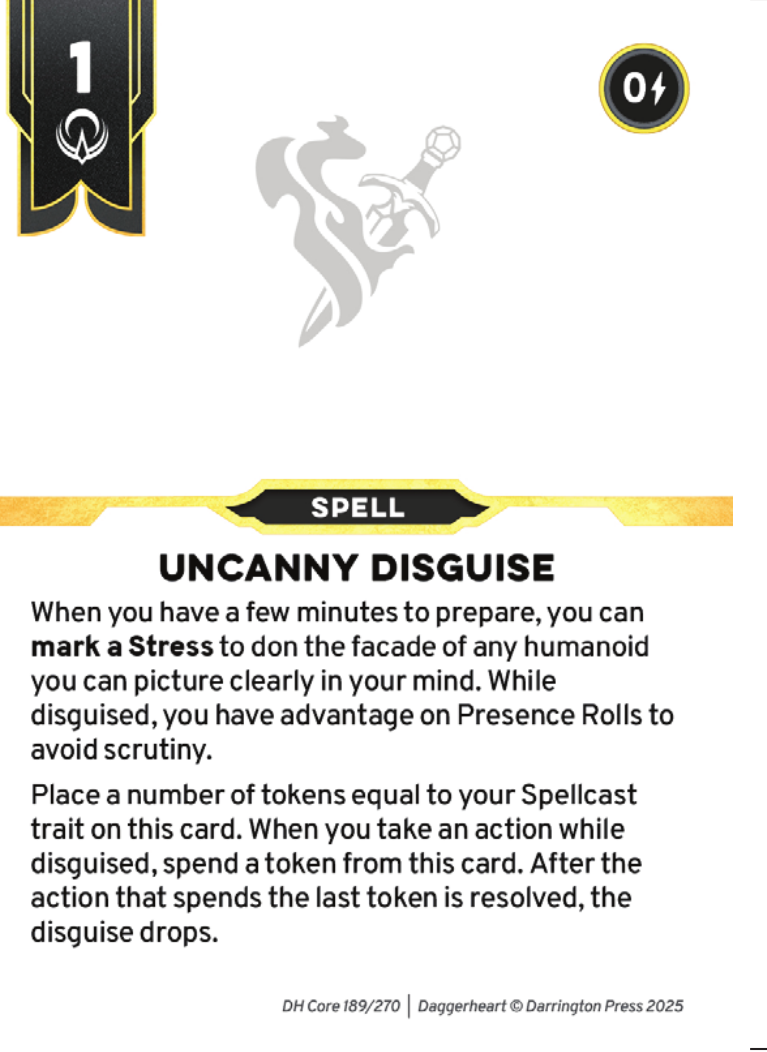 1
0
SPELL
UNCANNY DISGUISE
When you have a few minutes to prepare, you can
mark a Stress to don the facade of any humanoid
you can picture clearly in your mind. While
disguised, you have advantage on Presence Rolls to
avoid scrutiny.
Place a number of tokens equal to your Spellcast
trait on this card. When you take an action while
disguised, spend a token from this card. After the
action that spends the last token is resolved, the
disguise drops.
DH Core 189/270 | Daggerheart © Darrington Press 2025